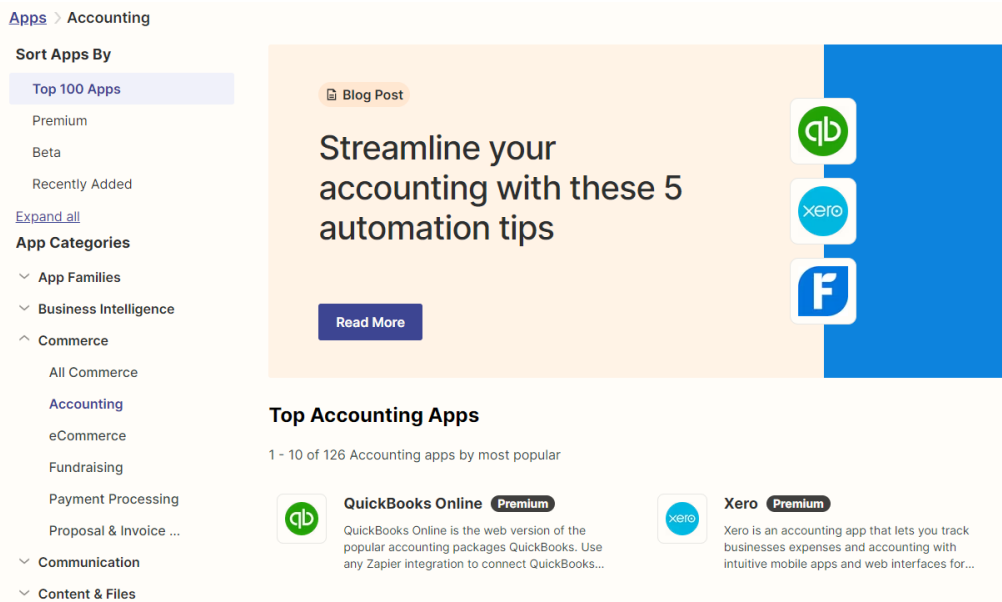 Apps > Accounting
Sort Apps By
Top 100 Apps
Premium
Beta
Recently Added
Expand all
App Categories
App Families
Business Intelligence
Commerce
All Commerce
Accounting
eCommerce
Fundraising
Payment Processing
Proposal & Invoice ...
Communication
Content & Files
Blog Post
Streamline your
accounting with these 5
automation tips
Read More
qb
xero
F
Top Accounting Apps
1 - 10 of 126 Accounting apps by most popular
qb
QuickBooks Online Premium
QuickBooks Online is the web version of the
popular accounting packages QuickBooks. Use
any Zapier integration to connect QuickBooks...
xero
Xero Premium
Xero is an accounting app that lets you track
businesses expenses and accounting with
intuitive mobile apps and web interfaces for...